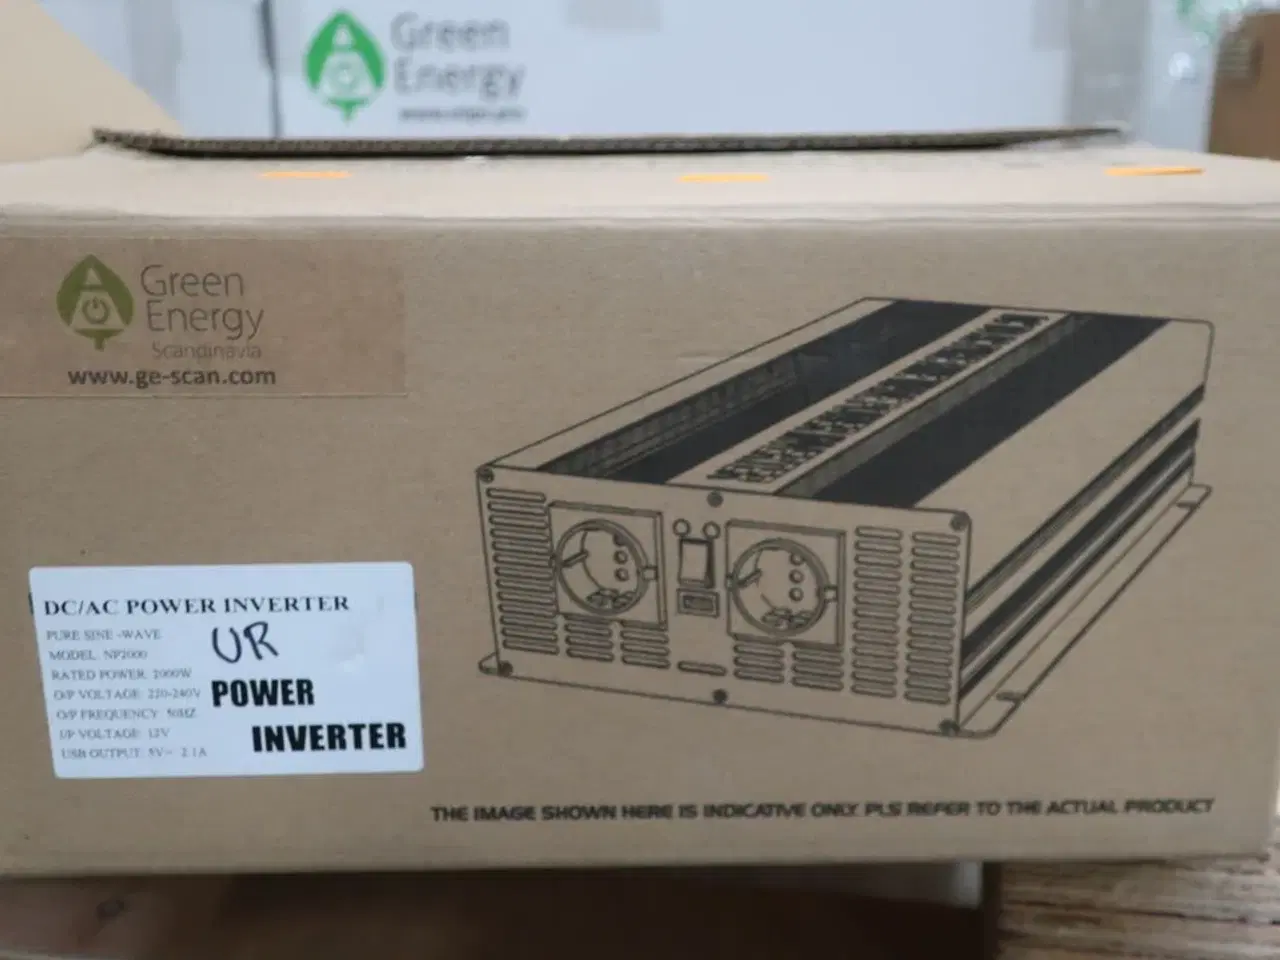 Green
Energy
Green
Energy
Scandinavia
www.ge-scan.com
DC/AC POWER INVERTER
PURE SINE -WAVE
MODEL: NP2000
RATED POWER: 2000W
O/P VOLTAGE: 220-240V
O/P FREQUENCY: 50HZ
I/P VOLTAGE: 12V
USB OUTPUT: 5V⎓ 2.1A
UR
POWER
INVERTER
THE IMAGE SHOWN HERE IS INDICATIVE ONLY. PLS REFER TO THE ACTUAL PRODUCT